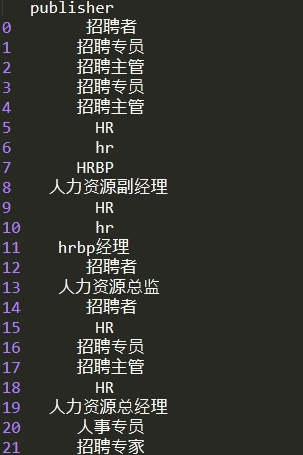 publisher
0 招聘者
1 招聘专员
2 招聘主管
3 招聘专员
4 招聘主管
5 HR
6 hr
7 HRBP
8 人力资源副经理
9 HR
10 hr
11 hrbp经理
12 招聘者
13 人力资源总监
14 招聘者
15 HR
16 招聘专员
17 招聘主管
18 HR
19 人力资源总经理
20 人事专员
21 招聘专家